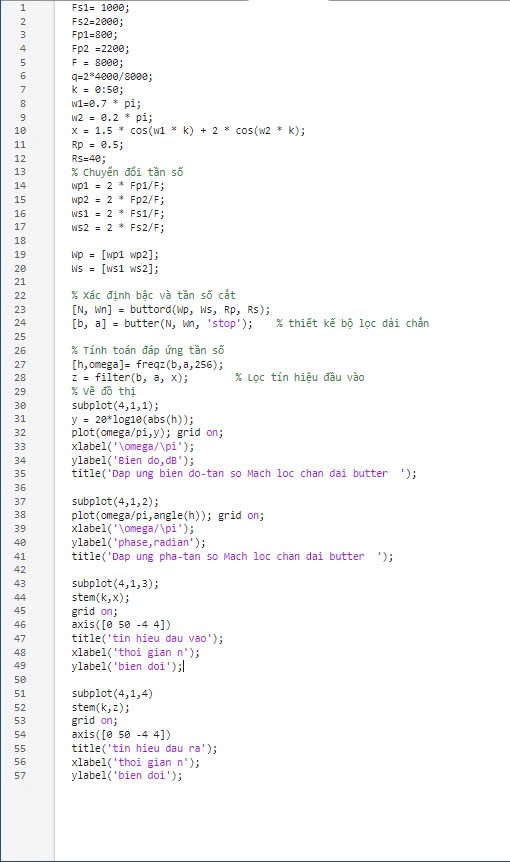 1 Fs1= 1000;
2 Fs2=2000;
3 Fp1=800;
4 Fp2 =2200;
5 F = 8000;
6 q=2*4000/8000;
7 k = 0:50;
8 w1=0.7 * pi;
9 w2 = 0.2 * pi;
10 x = 1.5 * cos(w1 * k) + 2 * cos(w2 * k);
11 Rp = 0.5;
12 Rs=40;
13 % Chuyển đổi tần số
14 wp1 = 2 * Fp1/F;
15 wp2 = 2 * Fp2/F;
16 ws1 = 2 * Fs1/F;
17 ws2 = 2 * Fs2/F;
18
19 Wp = [wp1 wp2];
20 Ws = [ws1 ws2];
21
22 % Xác định bậc và tần số cắt
23 [N, Wn] = buttord(Wp, Ws, Rp, Rs);
24 [b, a] = butter(N, Wn, 'stop'); % thiết kế bộ lọc dải chắn
25
26 % Tính toán đáp ứng tần số
27 [h,omega]= freqz(b,a,256);
28 z = filter(b, a, x); % Lọc tín hiệu đầu vào
29 % Vẽ đồ thị
30 subplot(4,1,1);
31 y = 20*log10(abs(h));
32 plot(omega/pi,y); grid on;
33 xlabel('\omega/\pi');
34 ylabel('Bien do,dB');
35 title('Dap ung bien do-tan so Mach loc chan dai butter  ');
36
37 subplot(4,1,2);
38 plot(omega/pi,angle(h)); grid on;
39 xlabel('\omega/\pi');
40 ylabel('phase,radian');
41 title('Dap ung pha-tan so Mach loc chan dai butter  ');
42
43 subplot(4,1,3);
44 stem(k,x);
45 grid on;
46 axis([0 50 -4 4])
47 title('tin hieu dau vao');
48 xlabel('thoi gian n');
49 ylabel('bien doi');
50
51 subplot(4,1,4)
52 stem(k,z);
53 grid on;
54 axis([0 50 -4 4])
55 title('tin hieu dau ra');
56 xlabel('thoi gian n');
57 ylabel('bien doi');